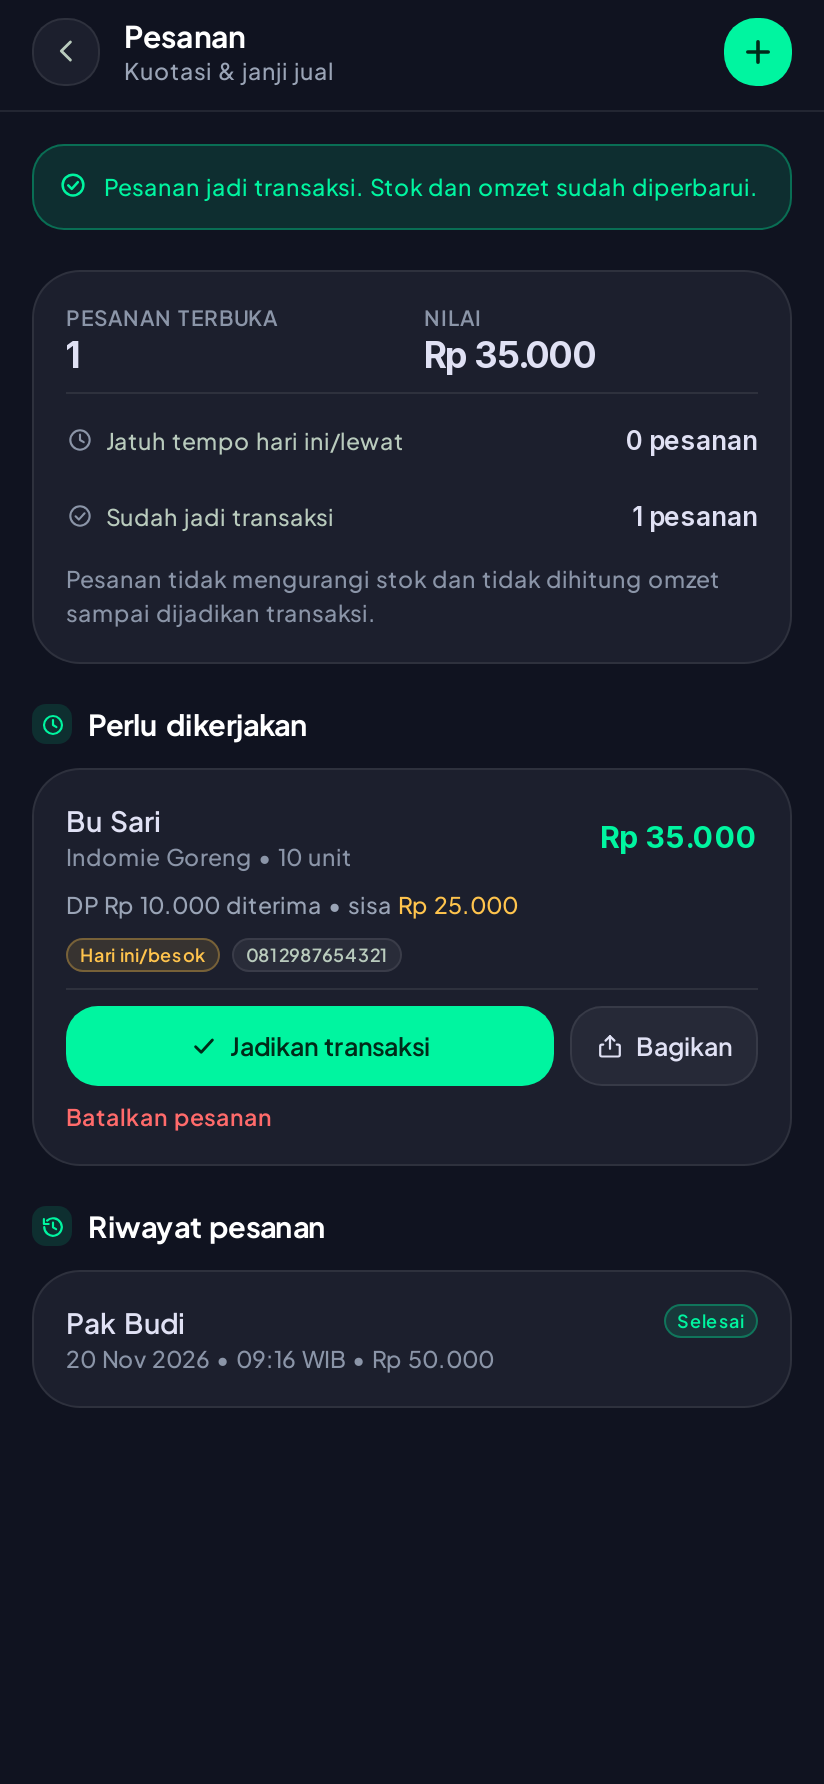 Pesanan
Kuotasi & janji jual
Pesanan jadi transaksi. Stok dan omzet sudah diperbarui.
PESANAN TERBUKA
1
NILAI
Rp 35.000
Jatuh tempo hari ini/lewat
0 pesanan
Sudah jadi transaksi
1 pesanan
Pesanan tidak mengurangi stok dan tidak dihitung omzet
sampai dijadikan transaksi.
Perlu dikerjakan
Bu Sari
Rp 35.000
Indomie Goreng • 10 unit
DP Rp 10.000 diterima • sisa Rp 25.000
Hari ini/besok
0812987654321
Jadikan transaksi
Bagikan
Batalkan pesanan
Riwayat pesanan
Pak Budi
Selesai
20 Nov 2026 • 09:16 WIB • Rp 50.000